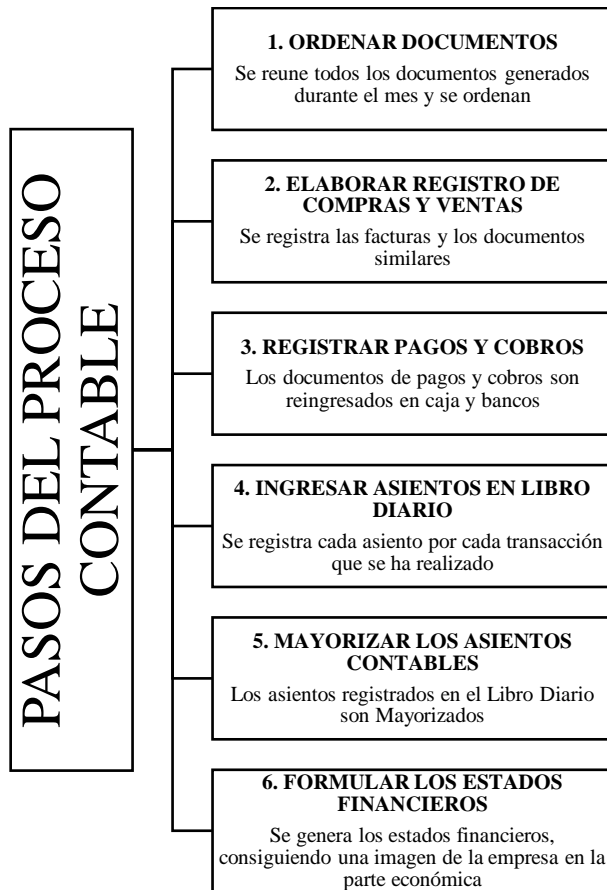 PASOS DEL PROCESO
CONTABLE
1. ORDENAR DOCUMENTOS
Se reune todos los documentos generados
durante el mes y se ordenan
2. ELABORAR REGISTRO DE
COMPRAS Y VENTAS
Se registra las facturas y los documentos
similares
3. REGISTRAR PAGOS Y COBROS
Los documentos de pagos y cobros son
reingresados en caja y bancos
4. INGRESAR ASIENTOS EN LIBRO
DIARIO
Se registra cada asiento por cada transacción
que se ha realizado
5. MAYORIZAR LOS ASIENTOS
CONTABLES
Los asientos registrados en el Libro Diario
son Mayorizados
6. FORMULAR LOS ESTADOS
FINANCIEROS
Se genera los estados financieros,
consiguiendo una imagen de la empresa en la
parte económica